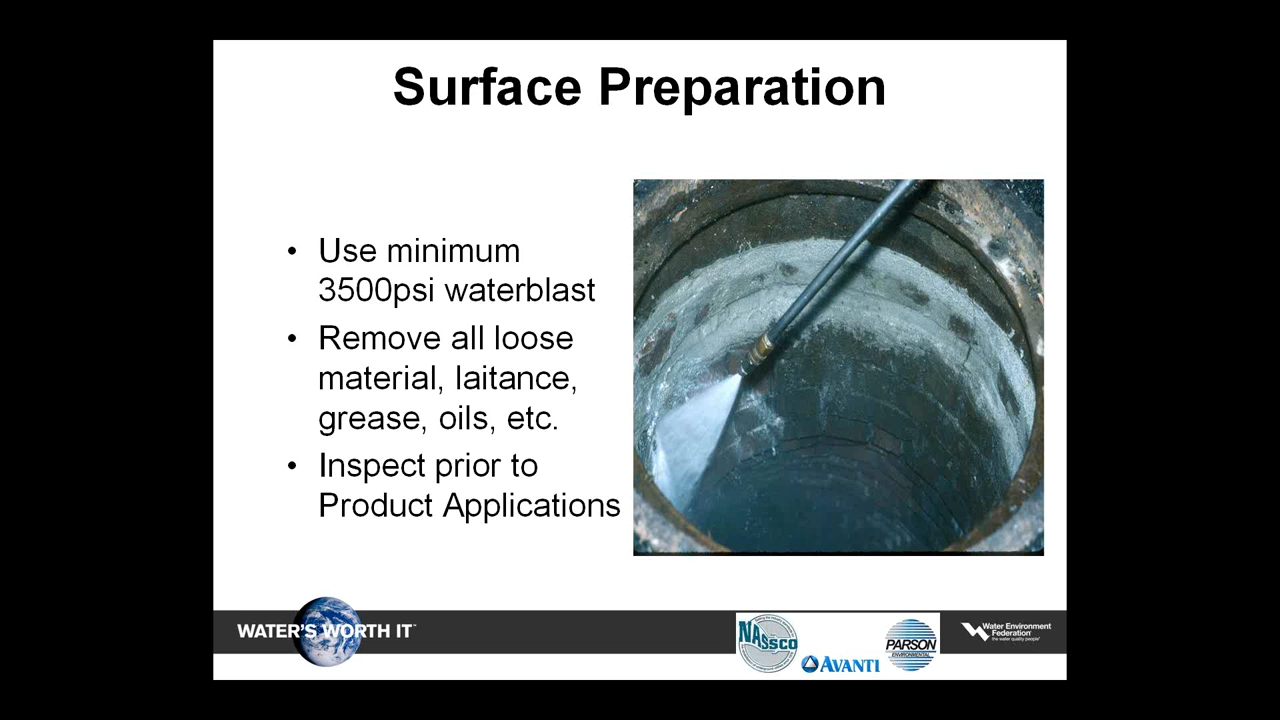 Surface Preparation
• Use minimum
3500psi waterblast
• Remove all loose
material, laitance,
grease, oils, etc.
• Inspect prior to
Product Applications
WATER'S WORTH IT™
NASSCO
AVANTI
PARSON
ENVIRONMENTAL
Water Environment
Federation
the water quality people®